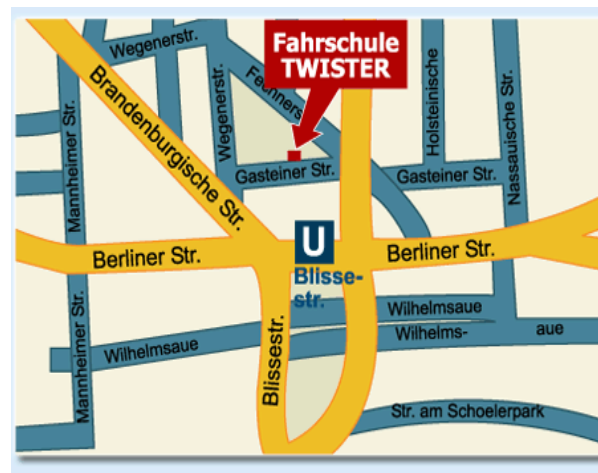 Wegenerstr.
Fahrschule
TWISTER
Fechners
Brandenburgische Str.
Wegenerstr.
Holsteinische
Nassauische Str.
Mannheimer Str.
Gasteiner Str.
Gasteiner Str.
U
Berliner Str.
Berliner Str.
Blisse-
str.
Wilhelmsaue
Wilhelms-
aue
Wilhelmsaue
Blissestr.
Mannheimer Str.
Str. am Schoelerpark